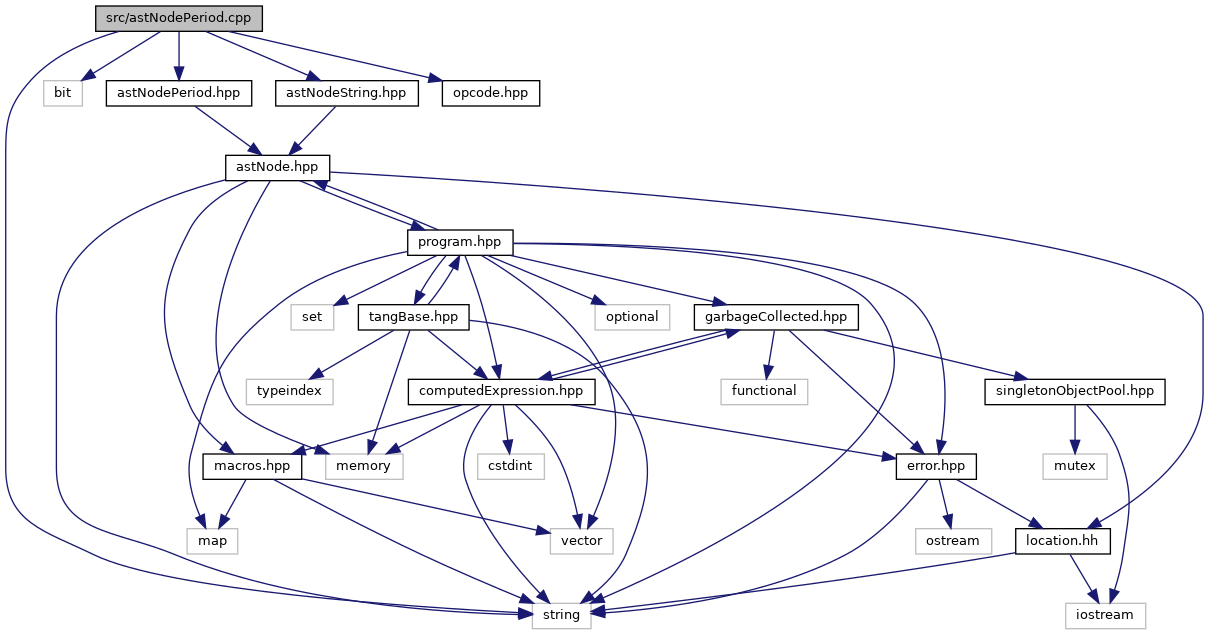 src/astNodePeriod.cpp
bit
astNodePeriod.hpp
astNodeString.hpp
opcode.hpp
astNode.hpp
program.hpp
set
tangBase.hpp
optional
garbageCollected.hpp
typeindex
computedExpression.hpp
functional
singletonObjectPool.hpp
macros.hpp
memory
cstdint
error.hpp
mutex
map
vector
ostream
location.hh
string
iostream